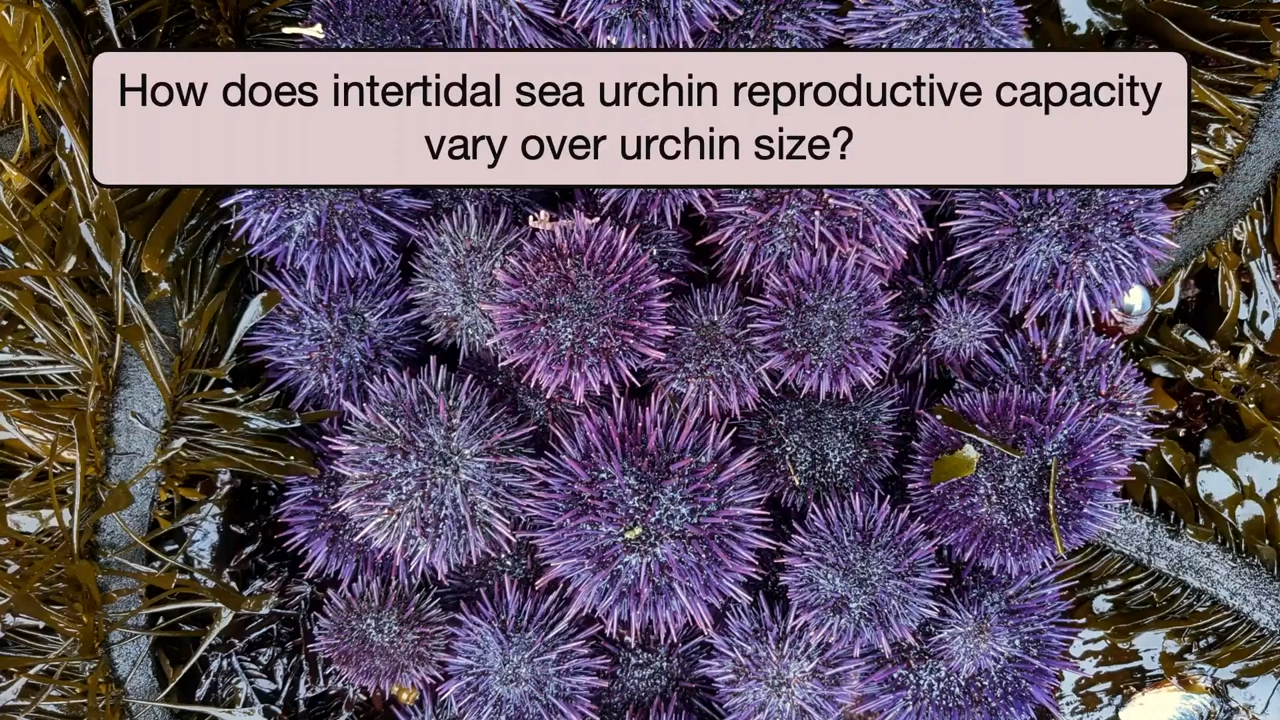 How does intertidal sea urchin reproductive capacity
vary over urchin size?